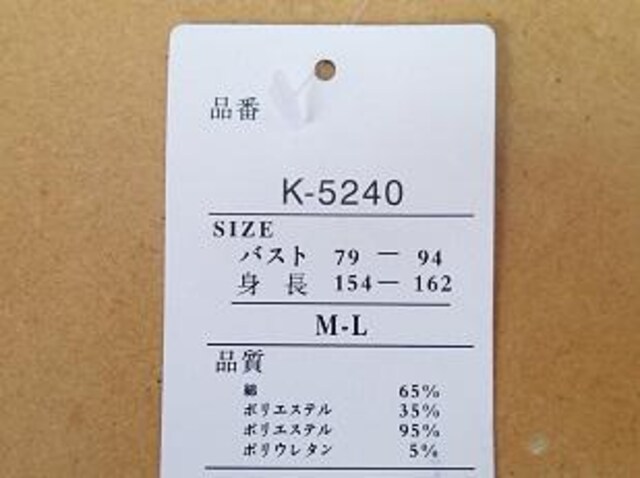 品番
K-5240
SIZE
バスト 79 — 94
身 長 154 — 162
M-L
品質
綿 65%
ポリエステル 35%
ポリエステル 95%
ポリウレタン 5%